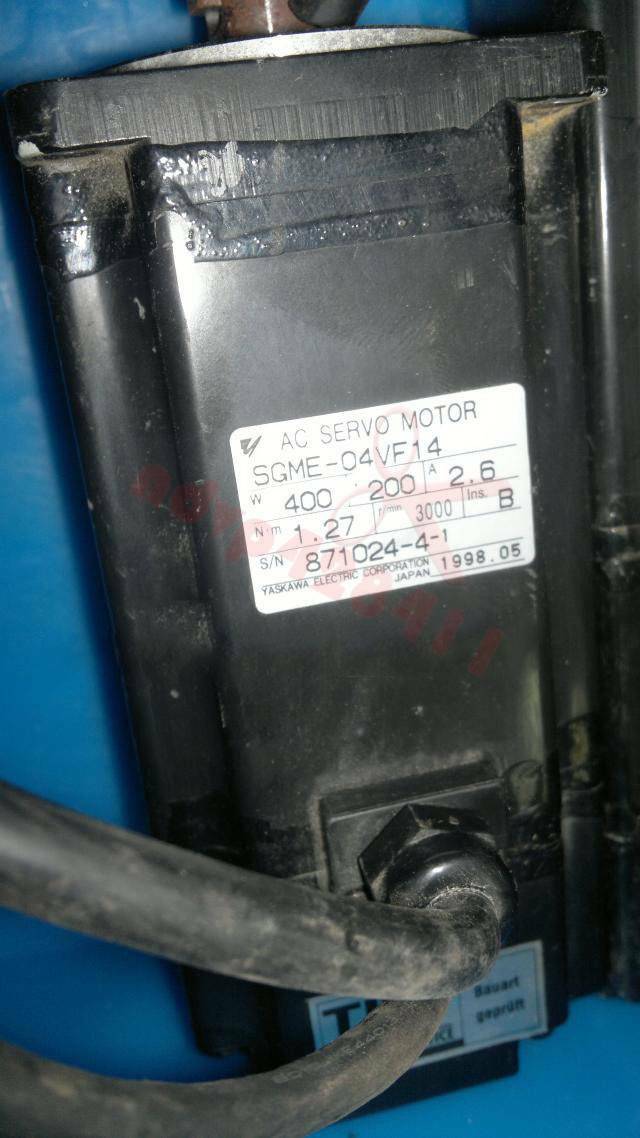 AC SERVO MOTOR
SGME-04VF14
W 400 200 A 2.6
N·m 1.27 r/min 3000 Ins. B
S/N 871024-4-1
YASKAWA ELECTRIC CORPORATION
JAPAN 1998.05
Bauart
geprüft